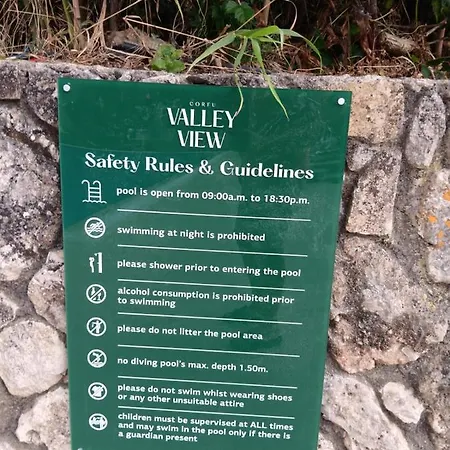 CORFU
VALLEY
VIEW
Safety Rules & Guidelines
pool is open from 09:00a.m. to 18:30p.m.
swimming at night is prohibited
please shower prior to entering the pool
alcohol consumption is prohibited prior
to swimming
please do not litter the pool area
no diving pool's max. depth 1.50m.
please do not swim whist wearing shoes
or any other unsuitable attire
children must be supervised at ALL times
and may swim in the pool only if there is
a guardian present